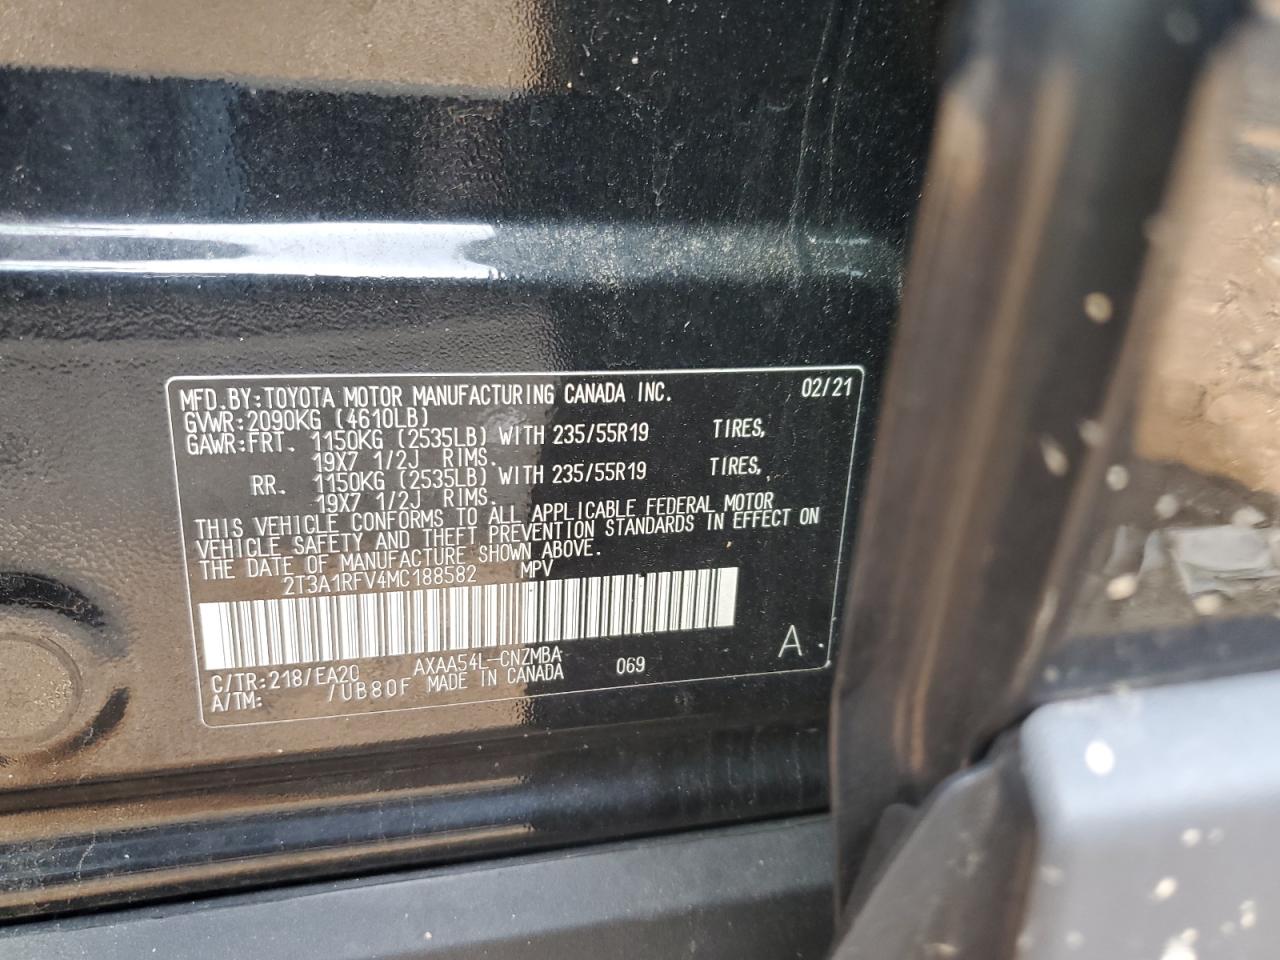 MFD.BY:TOYOTA MOTOR MANUFACTURING CANADA INC. 02/21
GVWR:2090KG (4610LB)
GAWR:FRT. 1150KG (2535LB) WITH 235/55R19 TIRES,
19X7 1/2J RIMS.
RR. 1150KG (2535LB) WITH 235/55R19 TIRES,
19X7 1/2J RIMS.
THIS VEHICLE CONFORMS TO ALL APPLICABLE FEDERAL MOTOR
VEHICLE SAFETY AND THEFT PREVENTION STANDARDS IN EFFECT ON
THE DATE OF MANUFACTURE SHOWN ABOVE.
2T3A1RFV4MC188582 MPV
C/TR:218/EA20 AXAA54L-CNZMBA 069 A
A/TM: /UB80F MADE IN CANADA